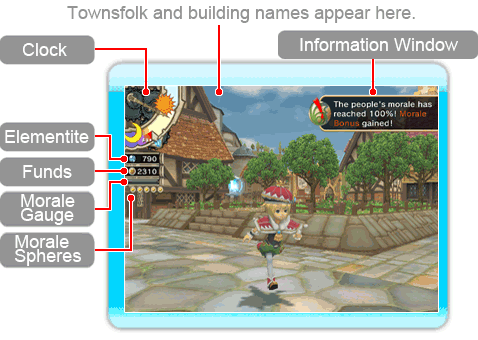 Townsfolk and building names appear here.
Clock
Information Window
The people's morale has
reached 100%! Morale
Bonus gained!
Elementite
790
Funds
2310
Morale
Gauge
Morale
Spheres